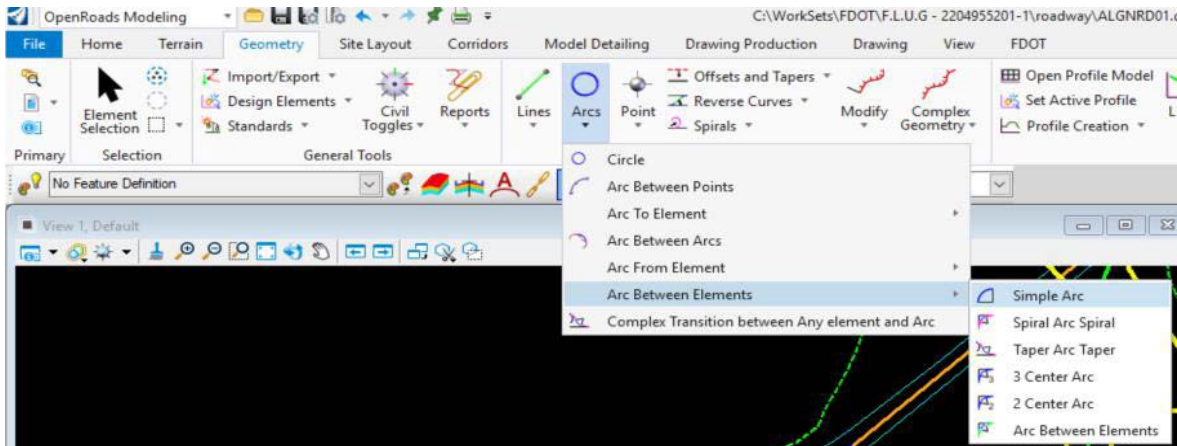 OpenRoads Modeling C:\WorkSets\FDOT\F.L.U.G - 2204955201-1\roadway\ALGNRD01.
File Home Terrain Geometry Site Layout Corridors Model Detailing Drawing Production Drawing View FDOT
Element Selection
Import/Export
Design Elements
Standards
Civil Toggles
Reports
Lines
Arcs
Point
Offsets and Tapers
Reverse Curves
Spirals
Modify
Complex Geometry
Open Profile Model
Set Active Profile
Profile Creation
L
Primary Selection General Tools
No Feature Definition
View 1, Default
Circle
Arc Between Points
Arc To Element
Arc Between Arcs
Arc From Element
Arc Between Elements
Complex Transition between Any element and Arc
Simple Arc
Spiral Arc Spiral
Taper Arc Taper
3 Center Arc
2 Center Arc
Arc Between Elements